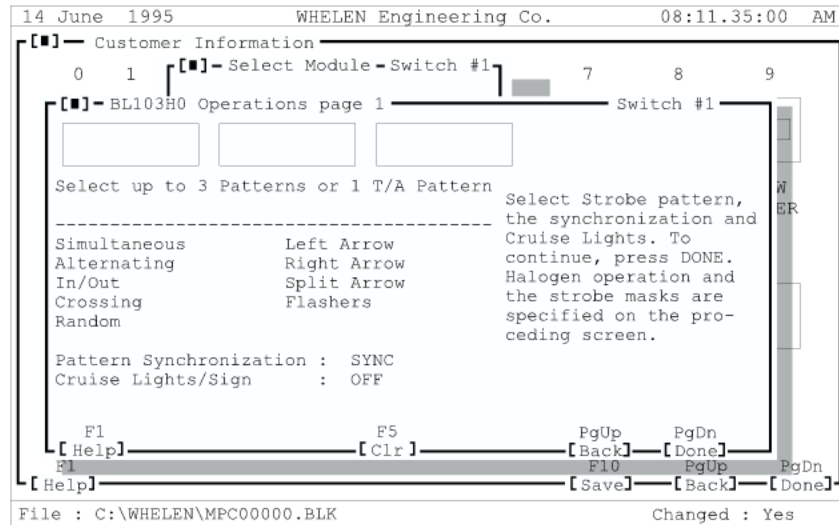 14 June 1995 WHELEN Engineering Co. 08:11.35:00 AM
[■] Customer Information
0 1 [■] Select Module - Switch #1 7 8 9
[■] BL103H0 Operations page 1 Switch #1
Select up to 3 Patterns or 1 T/A Pattern
Simultaneous Left Arrow
Alternating Right Arrow
In/Out Split Arrow
Crossing Flashers
Random
Pattern Synchronization : SYNC
Cruise Lights/Sign : OFF
Select Strobe pattern,
the synchronization and
Cruise Lights. To
continue, press DONE.
Halogen operation and
the strobe masks are
specified on the pro-
ceding screen.
W
ER
F1 F5 PgUp PgDn
[Help] [Clr] [Back] [Done]
F1 F10 PgUp PgDn
[Help] [Save] [Back] [Done]
File : C:\WHELEN\MPC00000.BLK Changed : Yes